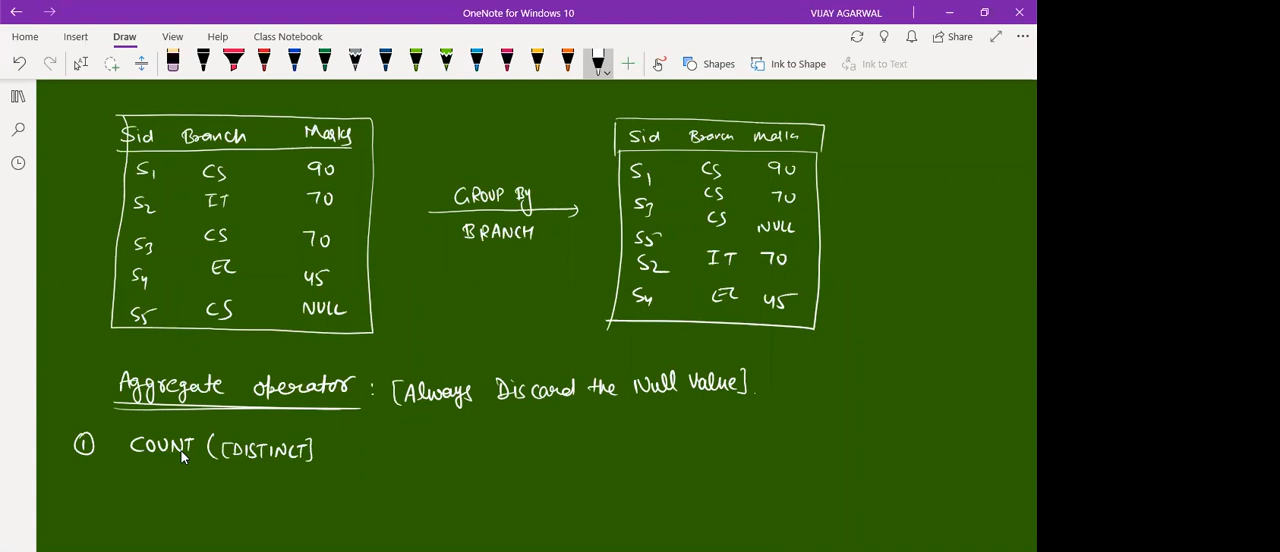 OneNote for Windows 10
VIJAY AGARWAL
Home Insert Draw View Help Class Notebook
Share
Shapes Ink to Shape Ink to Text
Sid Branch Marks
S1 CS 90
S2 IT 70
S3 CS 70
S4 EC 45
S5 CS NULL
GROUP By
BRANCH
Sid Branch Marks
S1 CS 90
S3 CS 70
S5 CS NULL
S2 IT 70
S4 EC 45
Aggregate operator : [Always Discard the Null Value].
① COUNT ([DISTINCT]